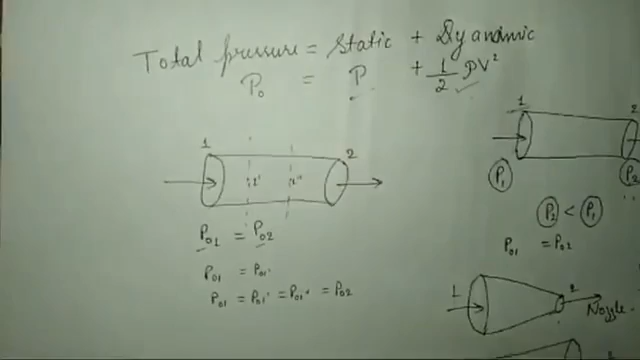 Total pressure = Static + Dyanamic
P₀ = P + 1/2 ρV²
1
2
1' 1"
P₀₁ = P₀₂
P₀₁ = P₀₁'
P₀₁ = P₀₁' = P₀₁" = P₀₂
1
2
P₁
P₂
P₂ < P₁
P₀₁ = P₀₂
1
2
Nozzle